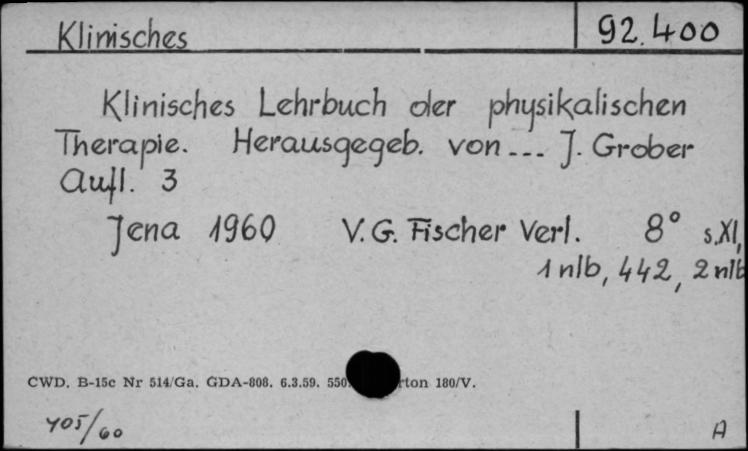 Klinisches 92.400
Klinisches Lehrbuch der physikalischen
Therapie. Herausgegeb. von... J. Grober
Aufl. 3
Jena 1960 V. G. Fischer Verl. 8° s. XI,
1 nlb, 442, 2 nlb
CWD. B-15c Nr 514/Ga. GDA-808. 6.3.59. 550 rton 180/V.
405/60 A